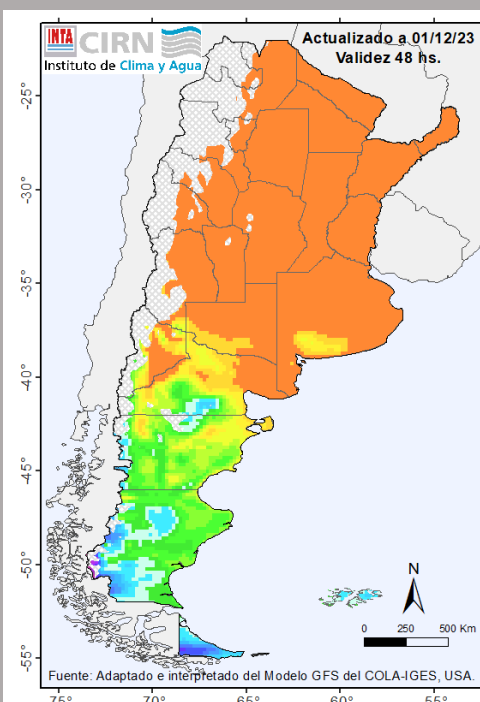 INTA CIRN
Instituto de Clima y Agua
Actualizado a 01/12/23
Validez 48 hs.
-25°
-30°
-35°
-40°
-45°
-50°
-55°
N
0 250 500 Km
Fuente: Adaptado e interpretado del Modelo GFS del COLA-IGES, USA.
-75° -70° -65° -60° -55°